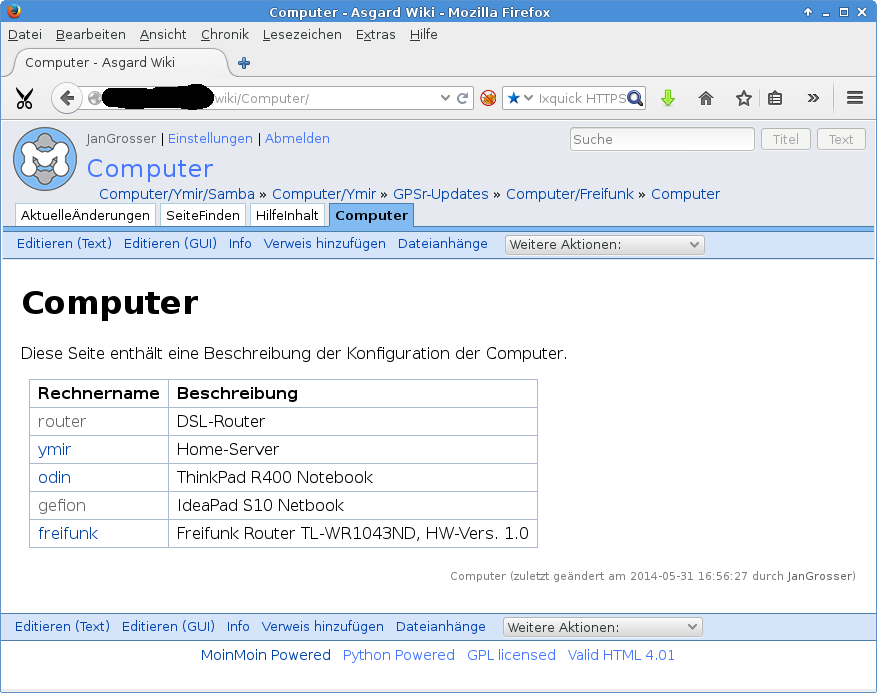 Computer - Asgard Wiki - Mozilla Firefox
Datei Bearbeiten Ansicht Chronik Lesezeichen Extras Hilfe
Computer - Asgard Wiki
wiki/Computer/ Ixquick HTTPS
JanGrosser | Einstellungen | Abmelden Suche Titel Text
Computer
Computer/Ymir/Samba » Computer/Ymir » GPSr-Updates » Computer/Freifunk » Computer
AktuelleÄnderungen SeiteFinden HilfeInhalt Computer
Editieren (Text) Editieren (GUI) Info Verweis hinzufügen Dateianhänge Weitere Aktionen:
Computer
Diese Seite enthält eine Beschreibung der Konfiguration der Computer.
Rechnername Beschreibung
router DSL-Router
ymir Home-Server
odin ThinkPad R400 Notebook
gefion IdeaPad S10 Netbook
freifunk Freifunk Router TL-WR1043ND, HW-Vers. 1.0
Computer (zuletzt geändert am 2014-05-31 16:56:27 durch JanGrosser)
Editieren (Text) Editieren (GUI) Info Verweis hinzufügen Dateianhänge Weitere Aktionen:
MoinMoin Powered Python Powered GPL licensed Valid HTML 4.01